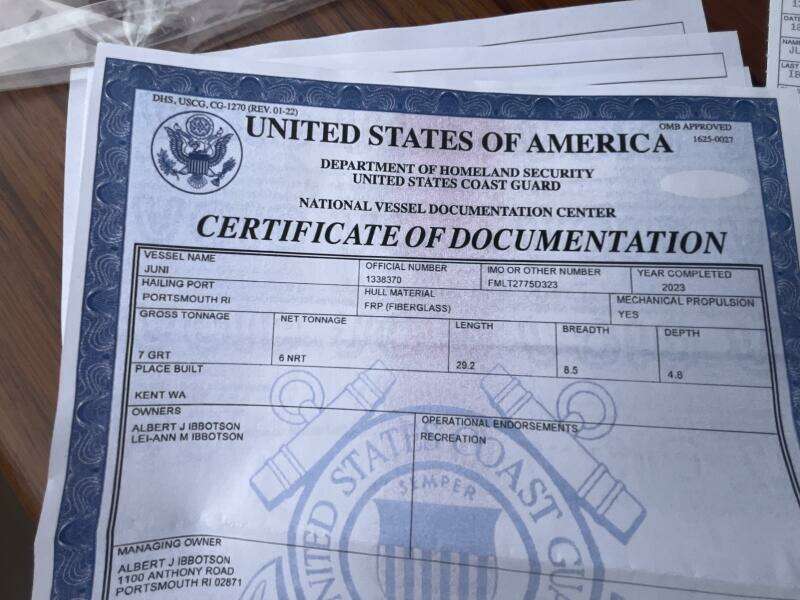 DHS, USCG, CG-1270 (REV. 01-22)
OMB APPROVED
1625-0027
UNITED STATES OF AMERICA
DEPARTMENT OF HOMELAND SECURITY
UNITED STATES COAST GUARD
NATIONAL VESSEL DOCUMENTATION CENTER
CERTIFICATE OF DOCUMENTATION
VESSEL NAME
JUNI
OFFICIAL NUMBER
1338370
IMO OR OTHER NUMBER
FMLT2775D323
YEAR COMPLETED
2023
HAILING PORT
PORTSMOUTH RI
HULL MATERIAL
FRP (FIBERGLASS)
MECHANICAL PROPULSION
YES
GROSS TONNAGE
7 GRT
NET TONNAGE
6 NRT
LENGTH
29.2
BREADTH
8.5
DEPTH
4.8
PLACE BUILT
KENT WA
OWNERS
ALBERT J IBBOTSON
LEI-ANN M IBBOTSON
OPERATIONAL ENDORSEMENTS
RECREATION
UNITED STATES COAST GUA
SEMPER
MANAGING OWNER
ALBERT J IBBOTSON
1100 ANTHONY ROAD
PORTSMOUTH RI 02871